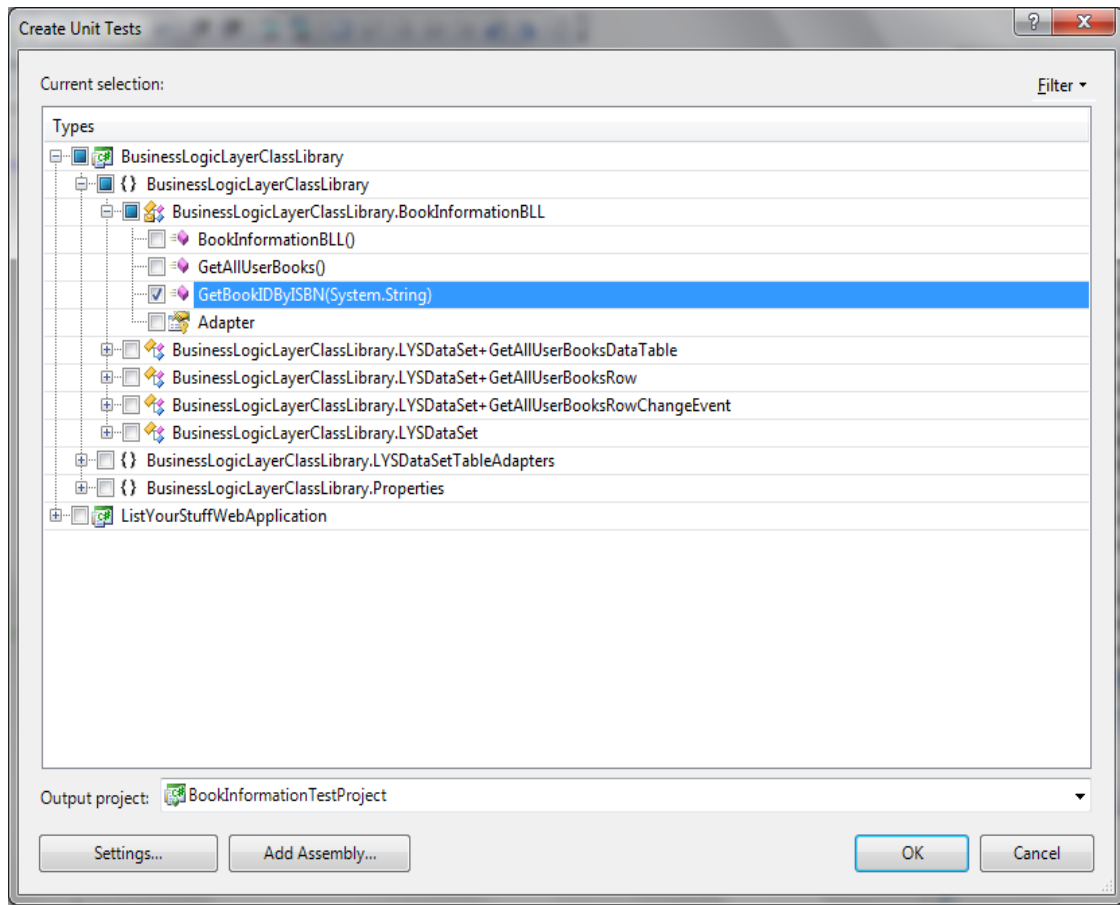 Create Unit Tests
Current selection:
Filter
Types
BusinessLogicLayerClassLibrary
{} BusinessLogicLayerClassLibrary
BusinessLogicLayerClassLibrary.BookInformationBLL
BookInformationBLL()
GetAllUserBooks()
GetBookIDByISBN(System.String)
Adapter
BusinessLogicLayerClassLibrary.LYSDataSet+GetAllUserBooksDataTable
BusinessLogicLayerClassLibrary.LYSDataSet+GetAllUserBooksRow
BusinessLogicLayerClassLibrary.LYSDataSet+GetAllUserBooksRowChangeEvent
BusinessLogicLayerClassLibrary.LYSDataSet
{} BusinessLogicLayerClassLibrary.LYSDataSetTableAdapters
{} BusinessLogicLayerClassLibrary.Properties
ListYourStuffWebApplication
Output project: BookInformationTestProject
Settings... Add Assembly... OK Cancel